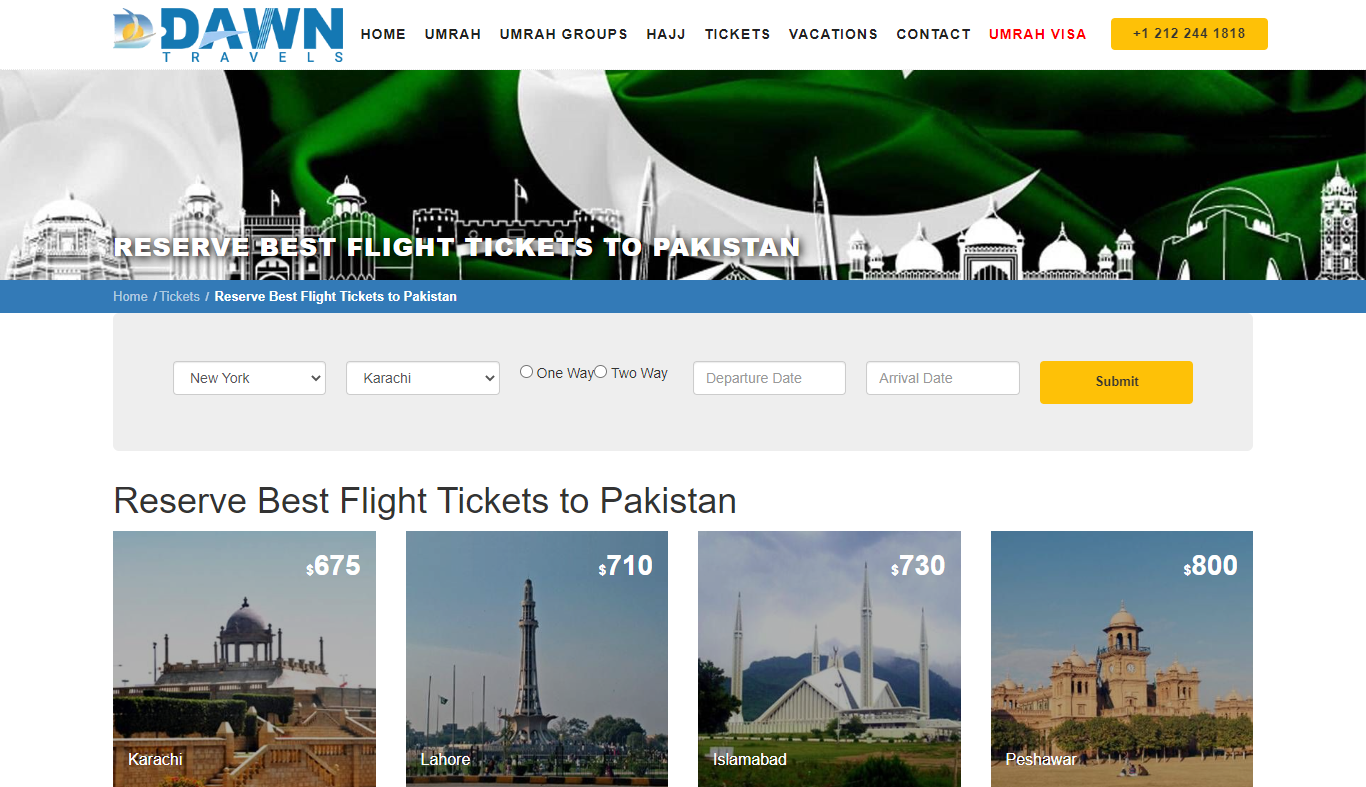 DAWN
TRAVELS
HOME UMRAH UMRAH GROUPS HAJJ TICKETS VACATIONS CONTACT UMRAH VISA +1 212 244 1818
RESERVE BEST FLIGHT TICKETS TO PAKISTAN
Home / Tickets / Reserve Best Flight Tickets to Pakistan
New York Karachi One Way Two Way Departure Date Arrival Date Submit
Reserve Best Flight Tickets to Pakistan
$675 $710 $730 $800
Karachi Lahore Islamabad Peshawar